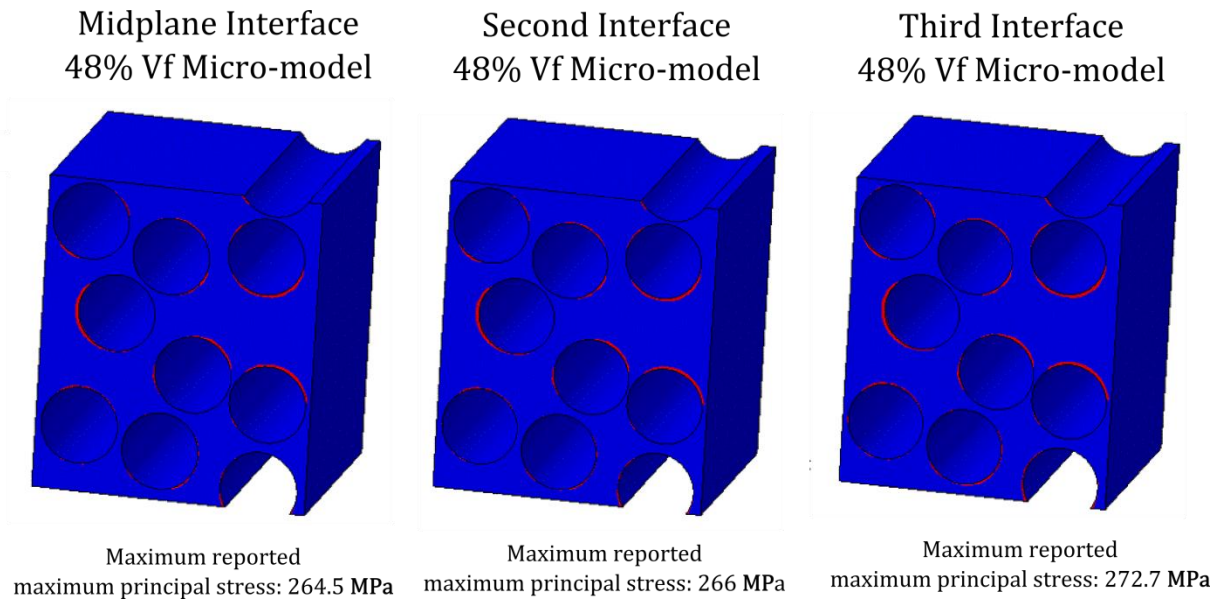 Midplane Interface
48% Vf Micro-model
Second Interface
48% Vf Micro-model
Third Interface
48% Vf Micro-model
Maximum reported
maximum principal stress: 264.5 MPa
Maximum reported
maximum principal stress: 266 MPa
Maximum reported
maximum principal stress: 272.7 MPa